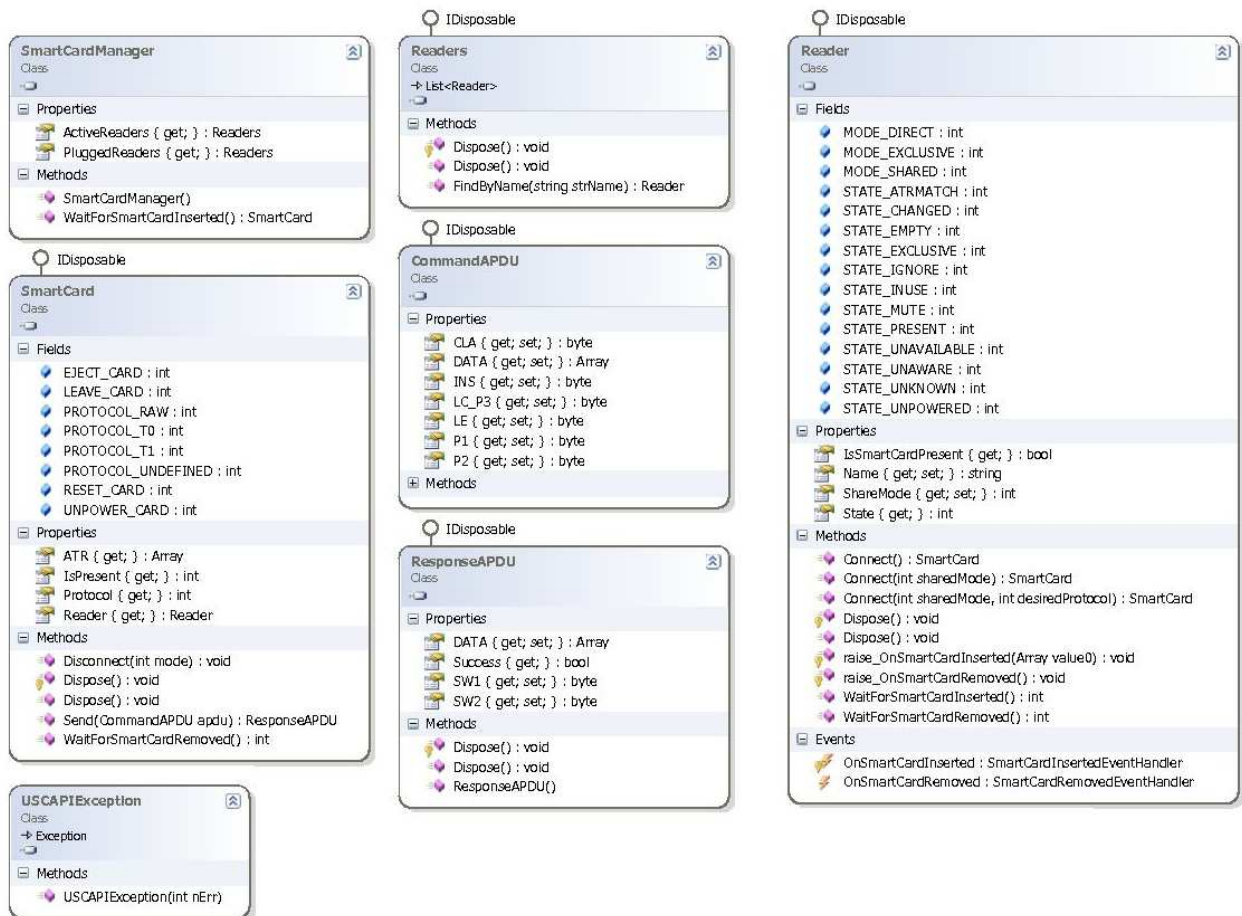 SmartCardManager
Class
Properties
ActiveReaders { get; } : Readers
PluggedReaders { get; } : Readers
Methods
SmartCardManager()
WaitForSmartCardInserted() : SmartCard
IDisposable
SmartCard
Class
Fields
EJECT_CARD : int
LEAVE_CARD : int
PROTOCOL_RAW : int
PROTOCOL_T0 : int
PROTOCOL_T1 : int
PROTOCOL_UNDEFINED : int
RESET_CARD : int
UNPOWER_CARD : int
Properties
ATR { get; } : Array
IsPresent { get; } : int
Protocol { get; } : int
Reader { get; } : Reader
Methods
Disconnect(int mode) : void
Dispose() : void
Dispose() : void
Send(CommandAPDU apdu) : ResponseAPDU
WaitForSmartCardRemoved() : int
USCAPIException
Class
Exception
Methods
USCAPIException(int nErr)
IDisposable
Readers
Class
List<Reader>
Methods
Dispose() : void
Dispose() : void
FindByName(string strName) : Reader
IDisposable
CommandAPDU
Class
Properties
CLA { get; set; } : byte
DATA { get; set; } : Array
INS { get; set; } : byte
LC_P3 { get; set; } : byte
LE { get; set; } : byte
P1 { get; set; } : byte
P2 { get; set; } : byte
Methods
IDisposable
ResponseAPDU
Class
Properties
DATA { get; set; } : Array
Success { get; } : bool
SW1 { get; set; } : byte
SW2 { get; set; } : byte
Methods
Dispose() : void
Dispose() : void
ResponseAPDU()
IDisposable
Reader
Class
Fields
MODE_DIRECT : int
MODE_EXCLUSIVE : int
MODE_SHARED : int
STATE_ATRMATCH : int
STATE_CHANGED : int
STATE_EMPTY : int
STATE_EXCLUSIVE : int
STATE_IGNORE : int
STATE_INUSE : int
STATE_MUTE : int
STATE_PRESENT : int
STATE_UNAVAILABLE : int
STATE_UNAWARE : int
STATE_UNKNOWN : int
STATE_UNPOWERED : int
Properties
IsSmartCardPresent { get; } : bool
Name { get; set; } : string
ShareMode { get; set; } : int
State { get; } : int
Methods
Connect() : SmartCard
Connect(int sharedMode) : SmartCard
Connect(int sharedMode, int desiredProtocol) : SmartCard
Dispose() : void
Dispose() : void
raise_OnSmartCardInserted(Array value0) : void
raise_OnSmartCardRemoved() : void
WaitForSmartCardInserted() : int
WaitForSmartCardRemoved() : int
Events
OnSmartCardInserted : SmartCardInsertedEventHandler
OnSmartCardRemoved : SmartCardRemovedEventHandler